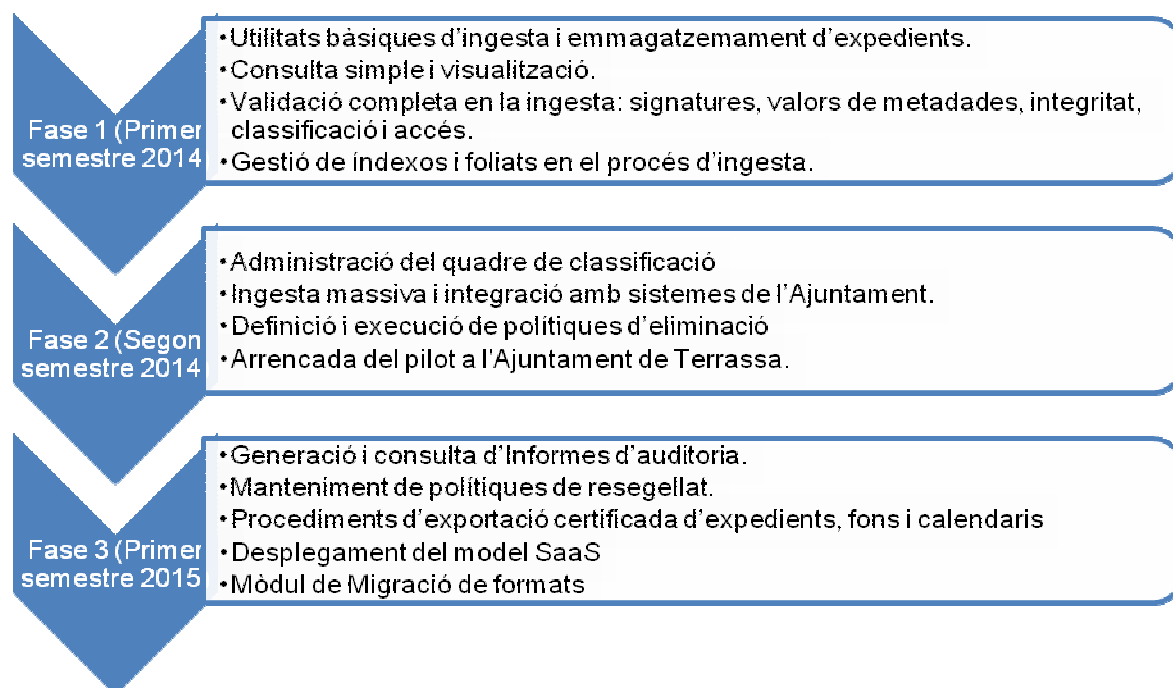 Fase 1 (Primer
semestre 2014
•Utilitats bàsiques d’ingesta i emmagatzemament d’expedients.
•Consulta simple i visualització.
•Validació completa en la ingesta: signatures, valors de metadades, integritat,
classificació i accés.
•Gestió de índexos i foliats en el procés d’ingesta.
Fase 2 (Segon
semestre 2014
•Administració del quadre de classificació
•Ingesta massiva i integració amb sistemes de l’Ajuntament.
•Definició i execució de polítiques d’eliminació
•Arrencada del pilot a l'Ajuntament de Terrassa.
Fase 3 (Primer
semestre 2015
•Generació i consulta d’Informes d’auditoria.
•Manteniment de polítiques de resegellat.
•Procediments d’exportació certificada d’expedients, fons i calendaris
•Desplegament del model SaaS
•Mòdul de Migració de formats